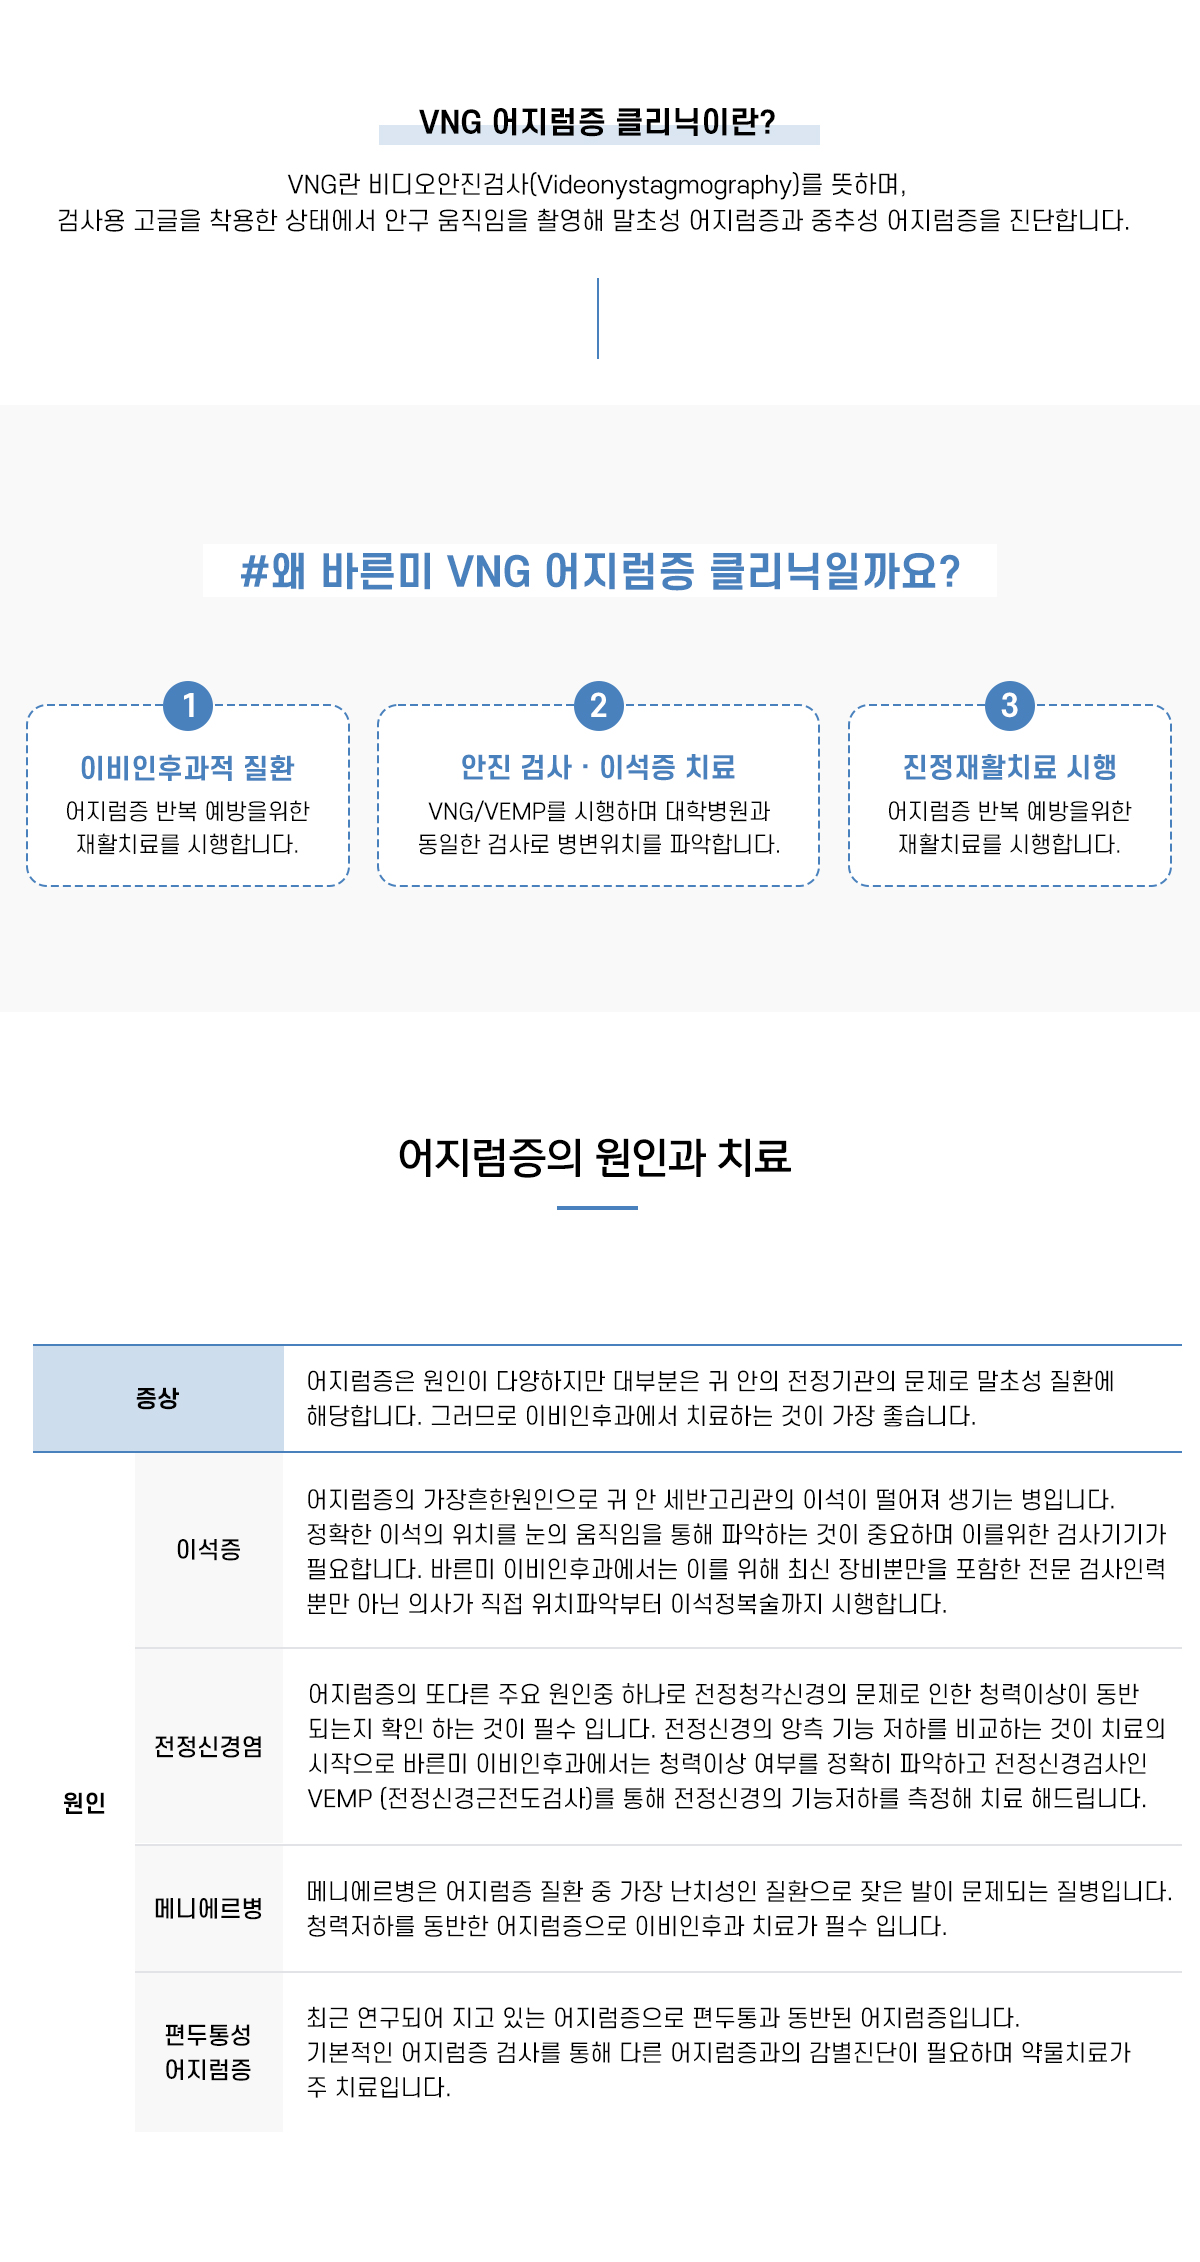 VNG 어지럼증 클리닉이란?
VNG란 비디오안진검사(Videonystagmography)를 뜻하며,
검사용 고글을 착용한 상태에서 안구 움직임을 촬영해 말초성 어지럼증과 중추성 어지럼증을 진단합니다.
#왜 바른미 VNG 어지럼증 클리닉일까요?
1
이비인후과적 질환
어지럼증 반복 예방을위한
재활치료를 시행합니다.
2
안진 검사 · 이석증 치료
VNG/VEMP를 시행하며 대학병원과
동일한 검사로 병변위치를 파악합니다.
3
진정재활치료 시행
어지럼증 반복 예방을위한
재활치료를 시행합니다.
어지럼증의 원인과 치료
증상
어지럼증은 원인이 다양하지만 대부분은 귀 안의 전정기관의 문제로 말초성 질환에
해당합니다. 그러므로 이비인후과에서 치료하는 것이 가장 좋습니다.
원인
이석증
어지럼증의 가장흔한원인으로 귀 안 세반고리관의 이석이 떨어져 생기는 병입니다.
정확한 이석의 위치를 눈의 움직임을 통해 파악하는 것이 중요하며 이를위한 검사기기가
필요합니다. 바른미 이비인후과에서는 이를 위해 최신 장비뿐만을 포함한 전문 검사인력
뿐만 아닌 의사가 직접 위치파악부터 이석정복술까지 시행합니다.
전정신경염
어지럼증의 또다른 주요 원인중 하나로 전정청각신경의 문제로 인한 청력이상이 동반
되는지 확인 하는 것이 필수 입니다. 전정신경의 양측 기능 저하를 비교하는 것이 치료의
시작으로 바른미 이비인후과에서는 청력이상 여부를 정확히 파악하고 전정신경검사인
VEMP (전정신경근전도검사)를 통해 전정신경의 기능저하를 측정해 치료 해드립니다.
메니에르병
메니에르병은 어지럼증 질환 중 가장 난치성인 질환으로 잦은 발이 문제되는 질병입니다.
청력저하를 동반한 어지럼증으로 이비인후과 치료가 필수 입니다.
편두통성
어지럼증
최근 연구되어 지고 있는 어지럼증으로 편두통과 동반된 어지럼증입니다.
기본적인 어지럼증 검사를 통해 다른 어지럼증과의 감별진단이 필요하며 약물치료가
주 치료입니다.